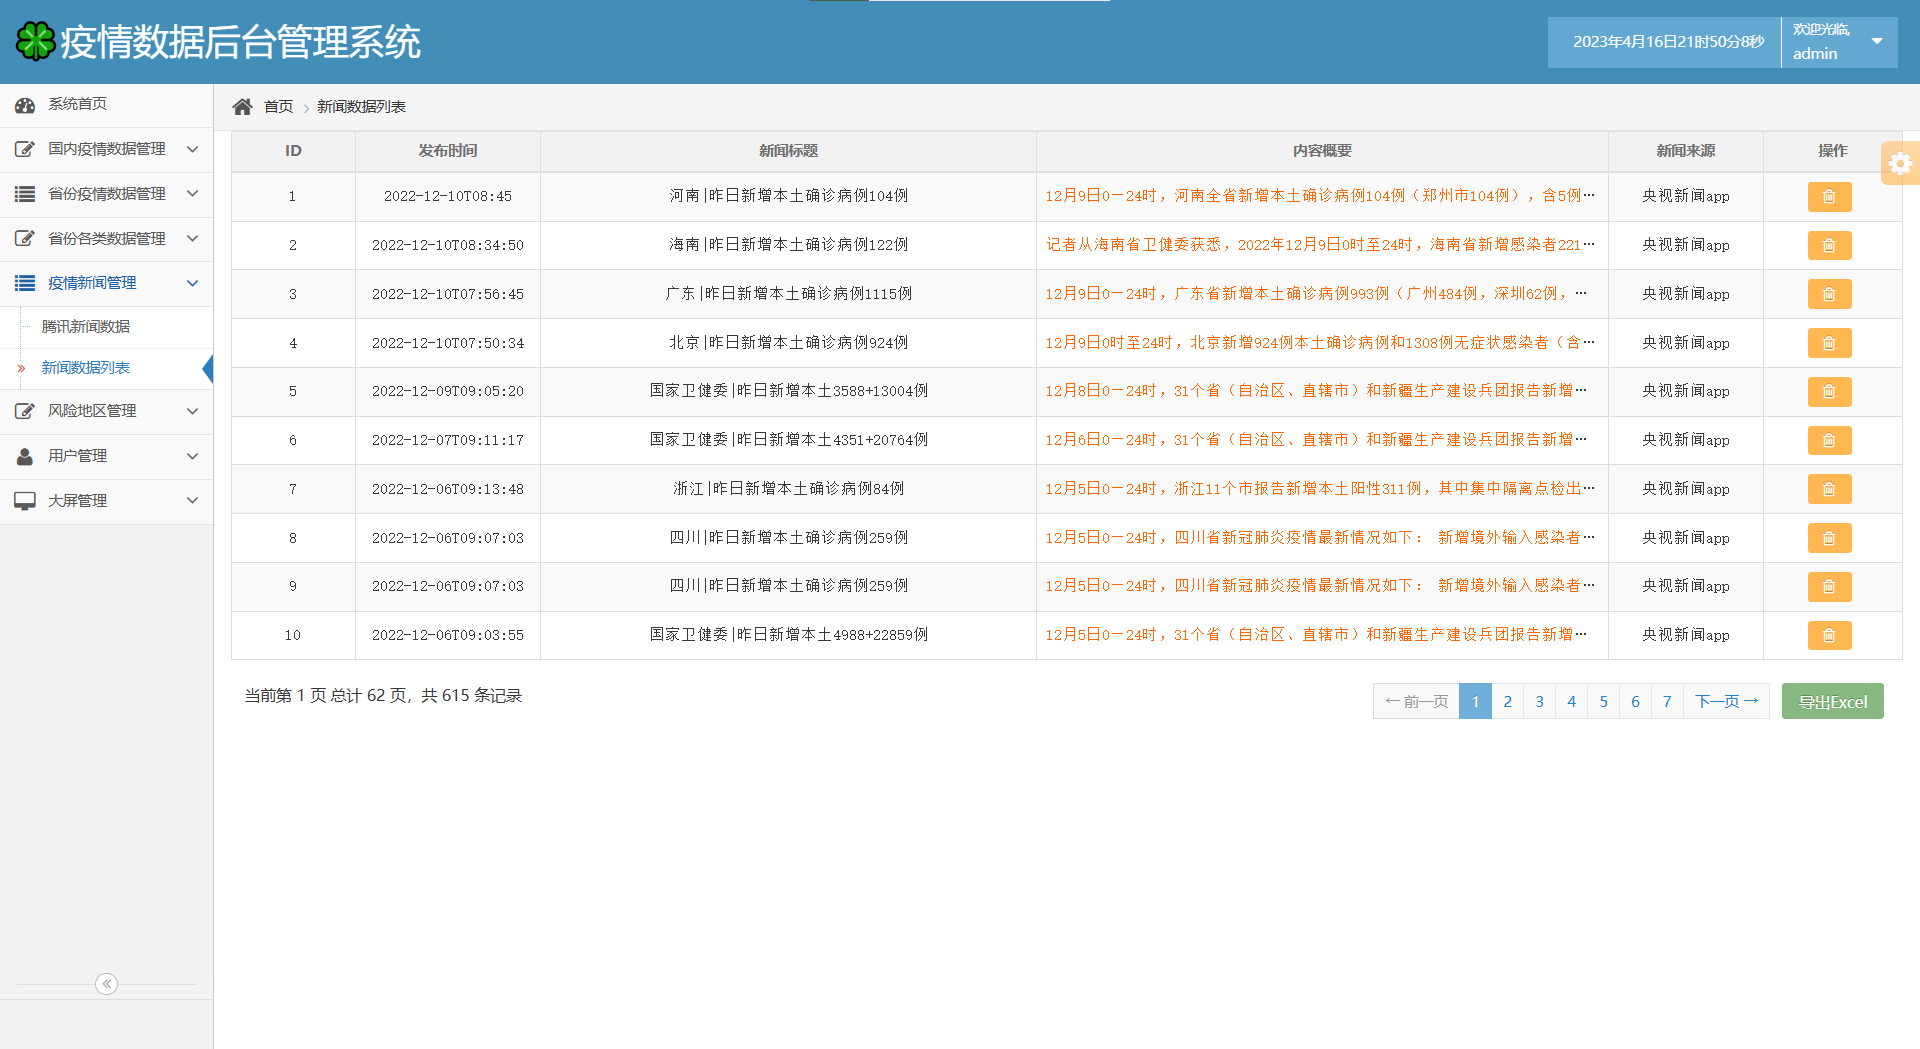 疫情数据后台管理系统
2023年4月16日21时50分8秒
欢迎光临,
admin
系统首页
国内疫情数据管理
省份疫情数据管理
省份各类数据管理
疫情新闻管理
腾讯新闻数据
新闻数据列表
风险地区管理
用户管理
大屏管理
首页 > 新闻数据列表
ID 发布时间 新闻标题 内容概要 新闻来源 操作
1 2022-12-10T08:45 河南|昨日新增本土确诊病例104例 12月9日0—24时，河南全省新增本土确诊病例104例（郑州市104例），含5例… 央视新闻app
2 2022-12-10T08:34:50 海南|昨日新增本土确诊病例122例 记者从海南省卫健委获悉，2022年12月9日0时至24时，海南省新增感染者221… 央视新闻app
3 2022-12-10T07:56:45 广东|昨日新增本土确诊病例1115例 12月9日0—24时，广东省新增本土确诊病例993例（广州484例，深圳62例，… 央视新闻app
4 2022-12-10T07:50:34 北京|昨日新增本土确诊病例924例 12月9日0时至24时，北京新增924例本土确诊病例和1308例无症状感染者（含… 央视新闻app
5 2022-12-09T09:05:20 国家卫健委|昨日新增本土3588+13004例 12月8日0—24时，31个省（自治区、直辖市）和新疆生产建设兵团报告新增… 央视新闻app
6 2022-12-07T09:11:17 国家卫健委|昨日新增本土4351+20764例 12月6日0—24时，31个省（自治区、直辖市）和新疆生产建设兵团报告新增… 央视新闻app
7 2022-12-06T09:13:48 浙江|昨日新增本土确诊病例84例 12月5日0—24时，浙江11个市报告新增本土阳性311例，其中集中隔离点检出… 央视新闻app
8 2022-12-06T09:07:03 四川|昨日新增本土确诊病例259例 12月5日0—24时，四川省新冠肺炎疫情最新情况如下： 新增境外输入感染者… 央视新闻app
9 2022-12-06T09:07:03 四川|昨日新增本土确诊病例259例 12月5日0—24时，四川省新冠肺炎疫情最新情况如下： 新增境外输入感染者… 央视新闻app
10 2022-12-06T09:03:55 国家卫健委|昨日新增本土4988+22859例 12月5日0—24时，31个省（自治区、直辖市）和新疆生产建设兵团报告新增… 央视新闻app
当前第 1 页 总计 62 页，共 615 条记录
←前一页 1 2 3 4 5 6 7 下一页→ 导出Excel